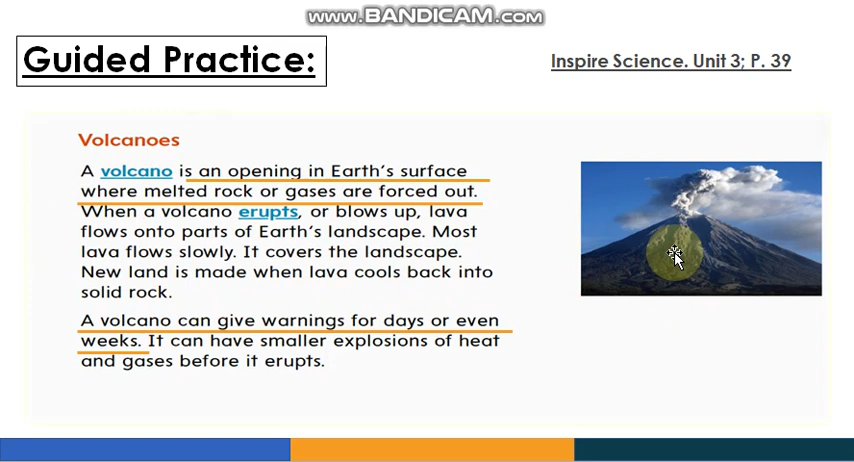 www.BANDICAM.com
Guided Practice:
Inspire Science. Unit 3; P. 39
Volcanoes
A volcano is an opening in Earth's surface
where melted rock or gases are forced out.
When a volcano erupts, or blows up, lava
flows onto parts of Earth's landscape. Most
lava flows slowly. It covers the landscape.
New land is made when lava cools back into
solid rock.
A volcano can give warnings for days or even
weeks. It can have smaller explosions of heat
and gases before it erupts.